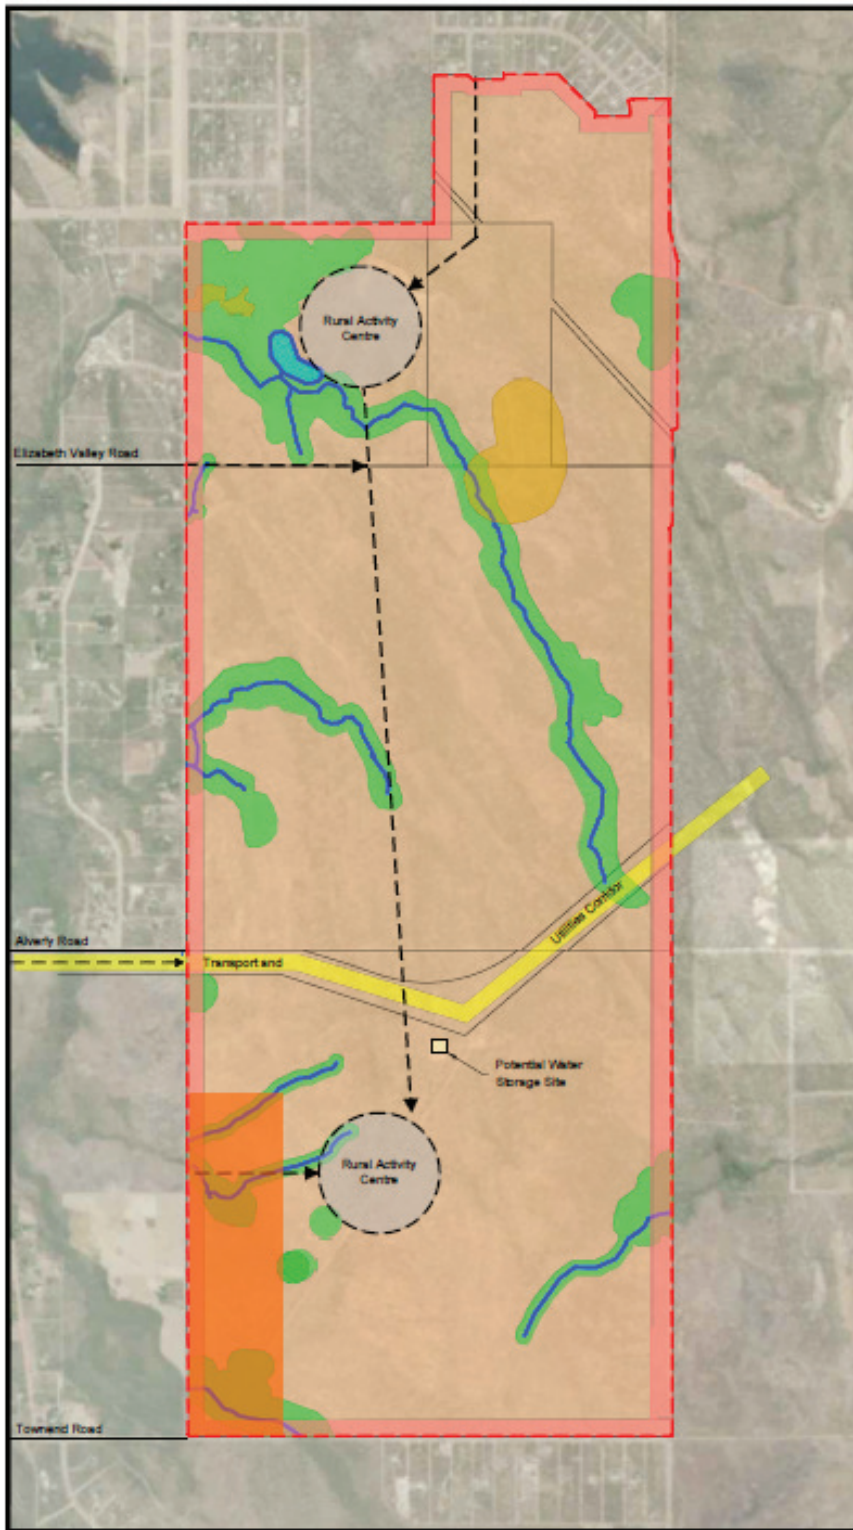 Rural Activity
Centre
Elizabeth Valley Road
Utilities Corridor
Alverly Road
Transport and
Potential Water
Storage Site
Rural Activity
Centre
Townend Road